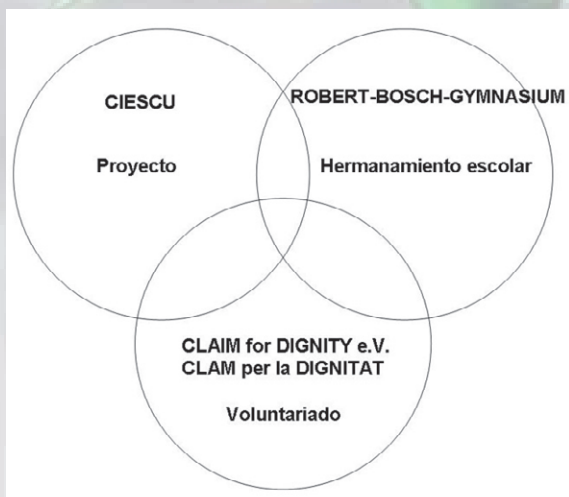 CIESCU
Proyecto
ROBERT-BOSCH-GYMNASIUM
Hermanamiento escolar
CLAIM for DIGNITY e.V.
CLAM per la DIGNITAT
Voluntariado